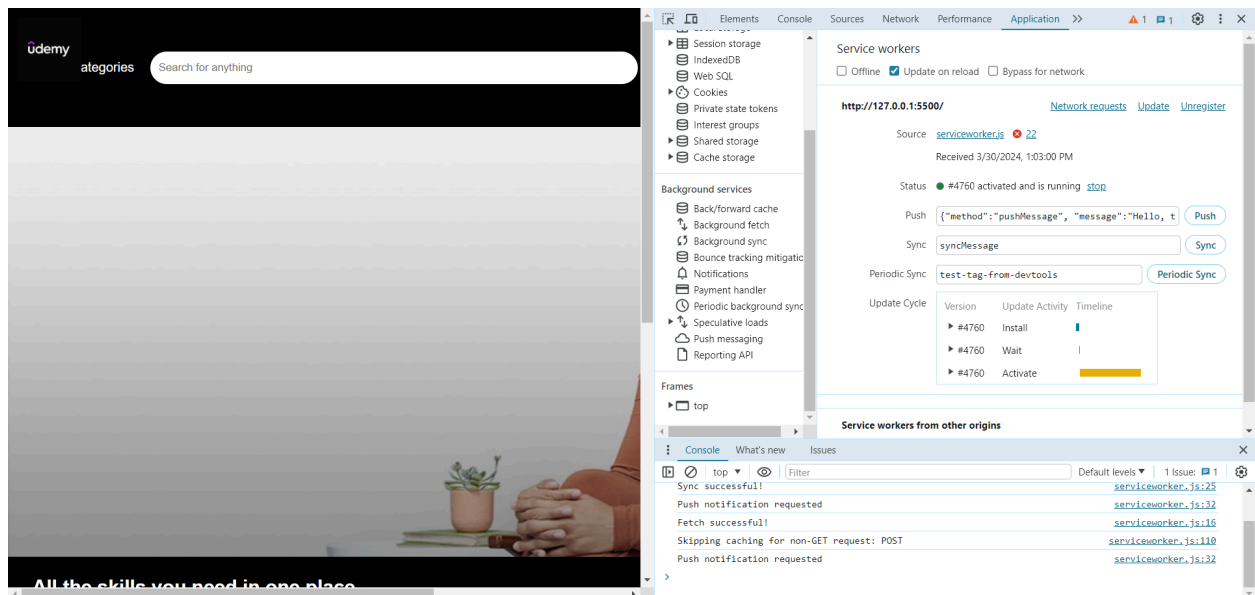 Elements Console Sources Network Performance Application 1 1
ûdemy
ategories
Search for anything
All the skills you need in one place
Session storage
IndexedDB
Web SQL
Cookies
Private state tokens
Interest groups
Shared storage
Cache storage
Background services
Back/forward cache
Background fetch
Background sync
Bounce tracking mitigatic
Notifications
Payment handler
Periodic background sync
Speculative loads
Push messaging
Reporting API
Frames
top
Service workers
Offline Update on reload Bypass for network
http://127.0.0.1:5500/ Network requests Update Unregister
Source serviceworker.js 22
Received 3/30/2024, 1:03:00 PM
Status #4760 activated and is running stop
Push {"method":"pushMessage", "message":"Hello, t Push
Sync syncMessage Sync
Periodic Sync test-tag-from-devtools Periodic Sync
Update Cycle Version Update Activity Timeline
#4760 Install
#4760 Wait
#4760 Activate
Service workers from other origins
Console What's new Issues
top Filter Default levels 1 Issue: 1
Sync successful! serviceworker.js:25
Push notification requested serviceworker.js:32
Fetch successful! serviceworker.js:16
Skipping caching for non-GET request: POST serviceworker.js:110
Push notification requested serviceworker.js:32